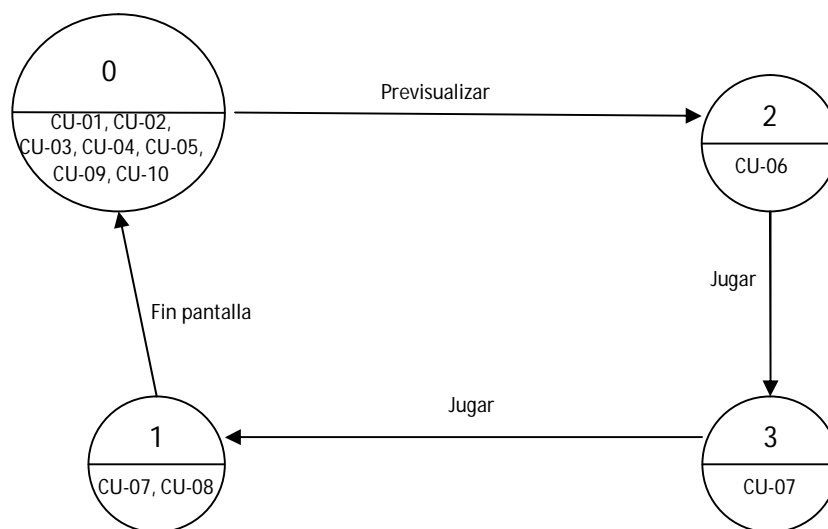 0
CU-01, CU-02,
CU-03, CU-04, CU-05,
CU-09, CU-10
Previsualizar
2
CU-06
Jugar
Fin pantalla
Jugar
1
CU-07, CU-08
3
CU-07